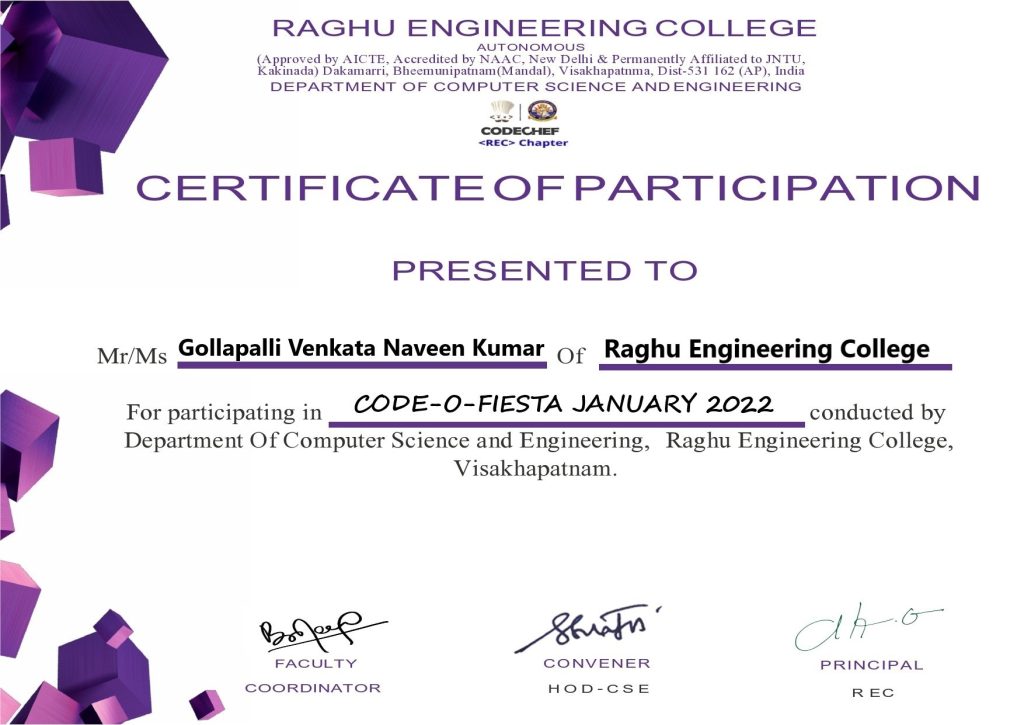 RAGHU ENGINEERING COLLEGE
AUTONOMOUS
(Approved by AICTE, Accredited by NAAC, New Delhi & Permanently Affiliated to JNTU,
Kakinada) Dakamarri, Bheemunipatnam(Mandal), Visakhapatnma, Dist-531 162 (AP), India
DEPARTMENT OF COMPUTER SCIENCE AND ENGINEERING
CODECHEF
<REC> Chapter
CERTIFICATE OF PARTICIPATION
PRESENTED TO
Mr/Ms Gollapalli Venkata Naveen Kumar Of Raghu Engineering College
For participating in CODE-O-FIESTA JANUARY 2022 conducted by
Department Of Computer Science and Engineering, Raghu Engineering College,
Visakhapatnam.
FACULTY CONVENER PRINCIPAL
COORDINATOR HOD-CSE REC